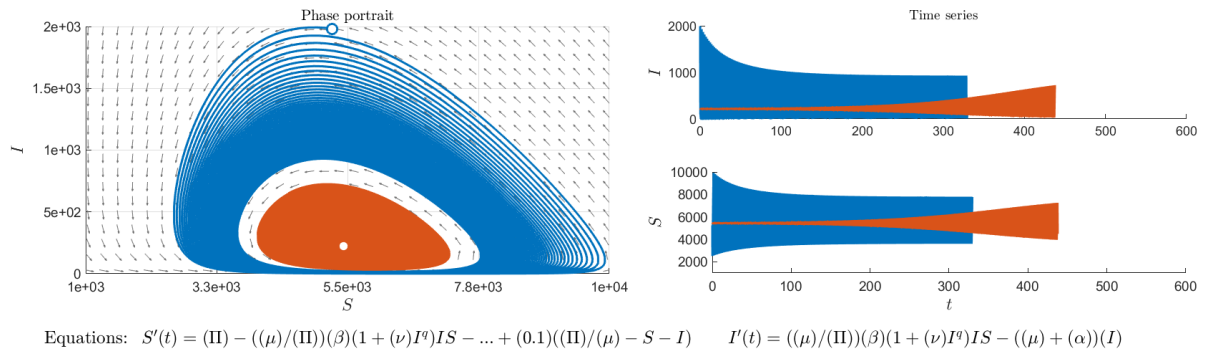 Phase portrait
2e+03
1.5e+03
1e+03
5e+02
0
I
1e+03 3.3e+03 5.5e+03 7.8e+03 1e+04
S
Time series
2000
1000
0
I
0 100 200 300 400 500 600
10000
8000
6000
4000
2000
S
0 100 200 300 400 500 600
t
Equations: S′(t) = (Π) − ((μ)/(Π))(β)(1 + (ν)I^q)IS − ... + (0.1)((Π)/(μ) − S − I) I′(t) = ((μ)/(Π))(β)(1 + (ν)I^q)IS − ((μ) + (α))(I)